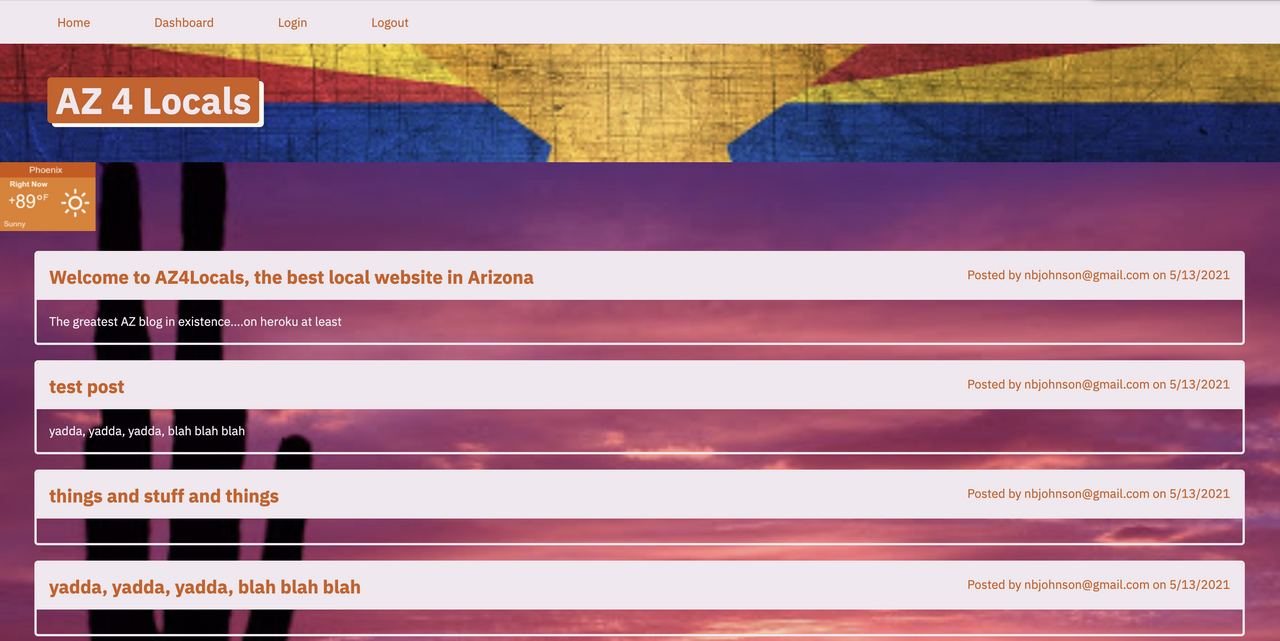 Home Dashboard Login Logout
AZ 4 Locals
Phoenix
Right Now
+89°F
Sunny
Welcome to AZ4Locals, the best local website in Arizona
Posted by nbjohnson@gmail.com on 5/13/2021
The greatest AZ blog in existence....on heroku at least
test post
Posted by nbjohnson@gmail.com on 5/13/2021
yadda, yadda, yadda, blah blah blah
things and stuff and things
Posted by nbjohnson@gmail.com on 5/13/2021
yadda, yadda, yadda, blah blah blah
Posted by nbjohnson@gmail.com on 5/13/2021